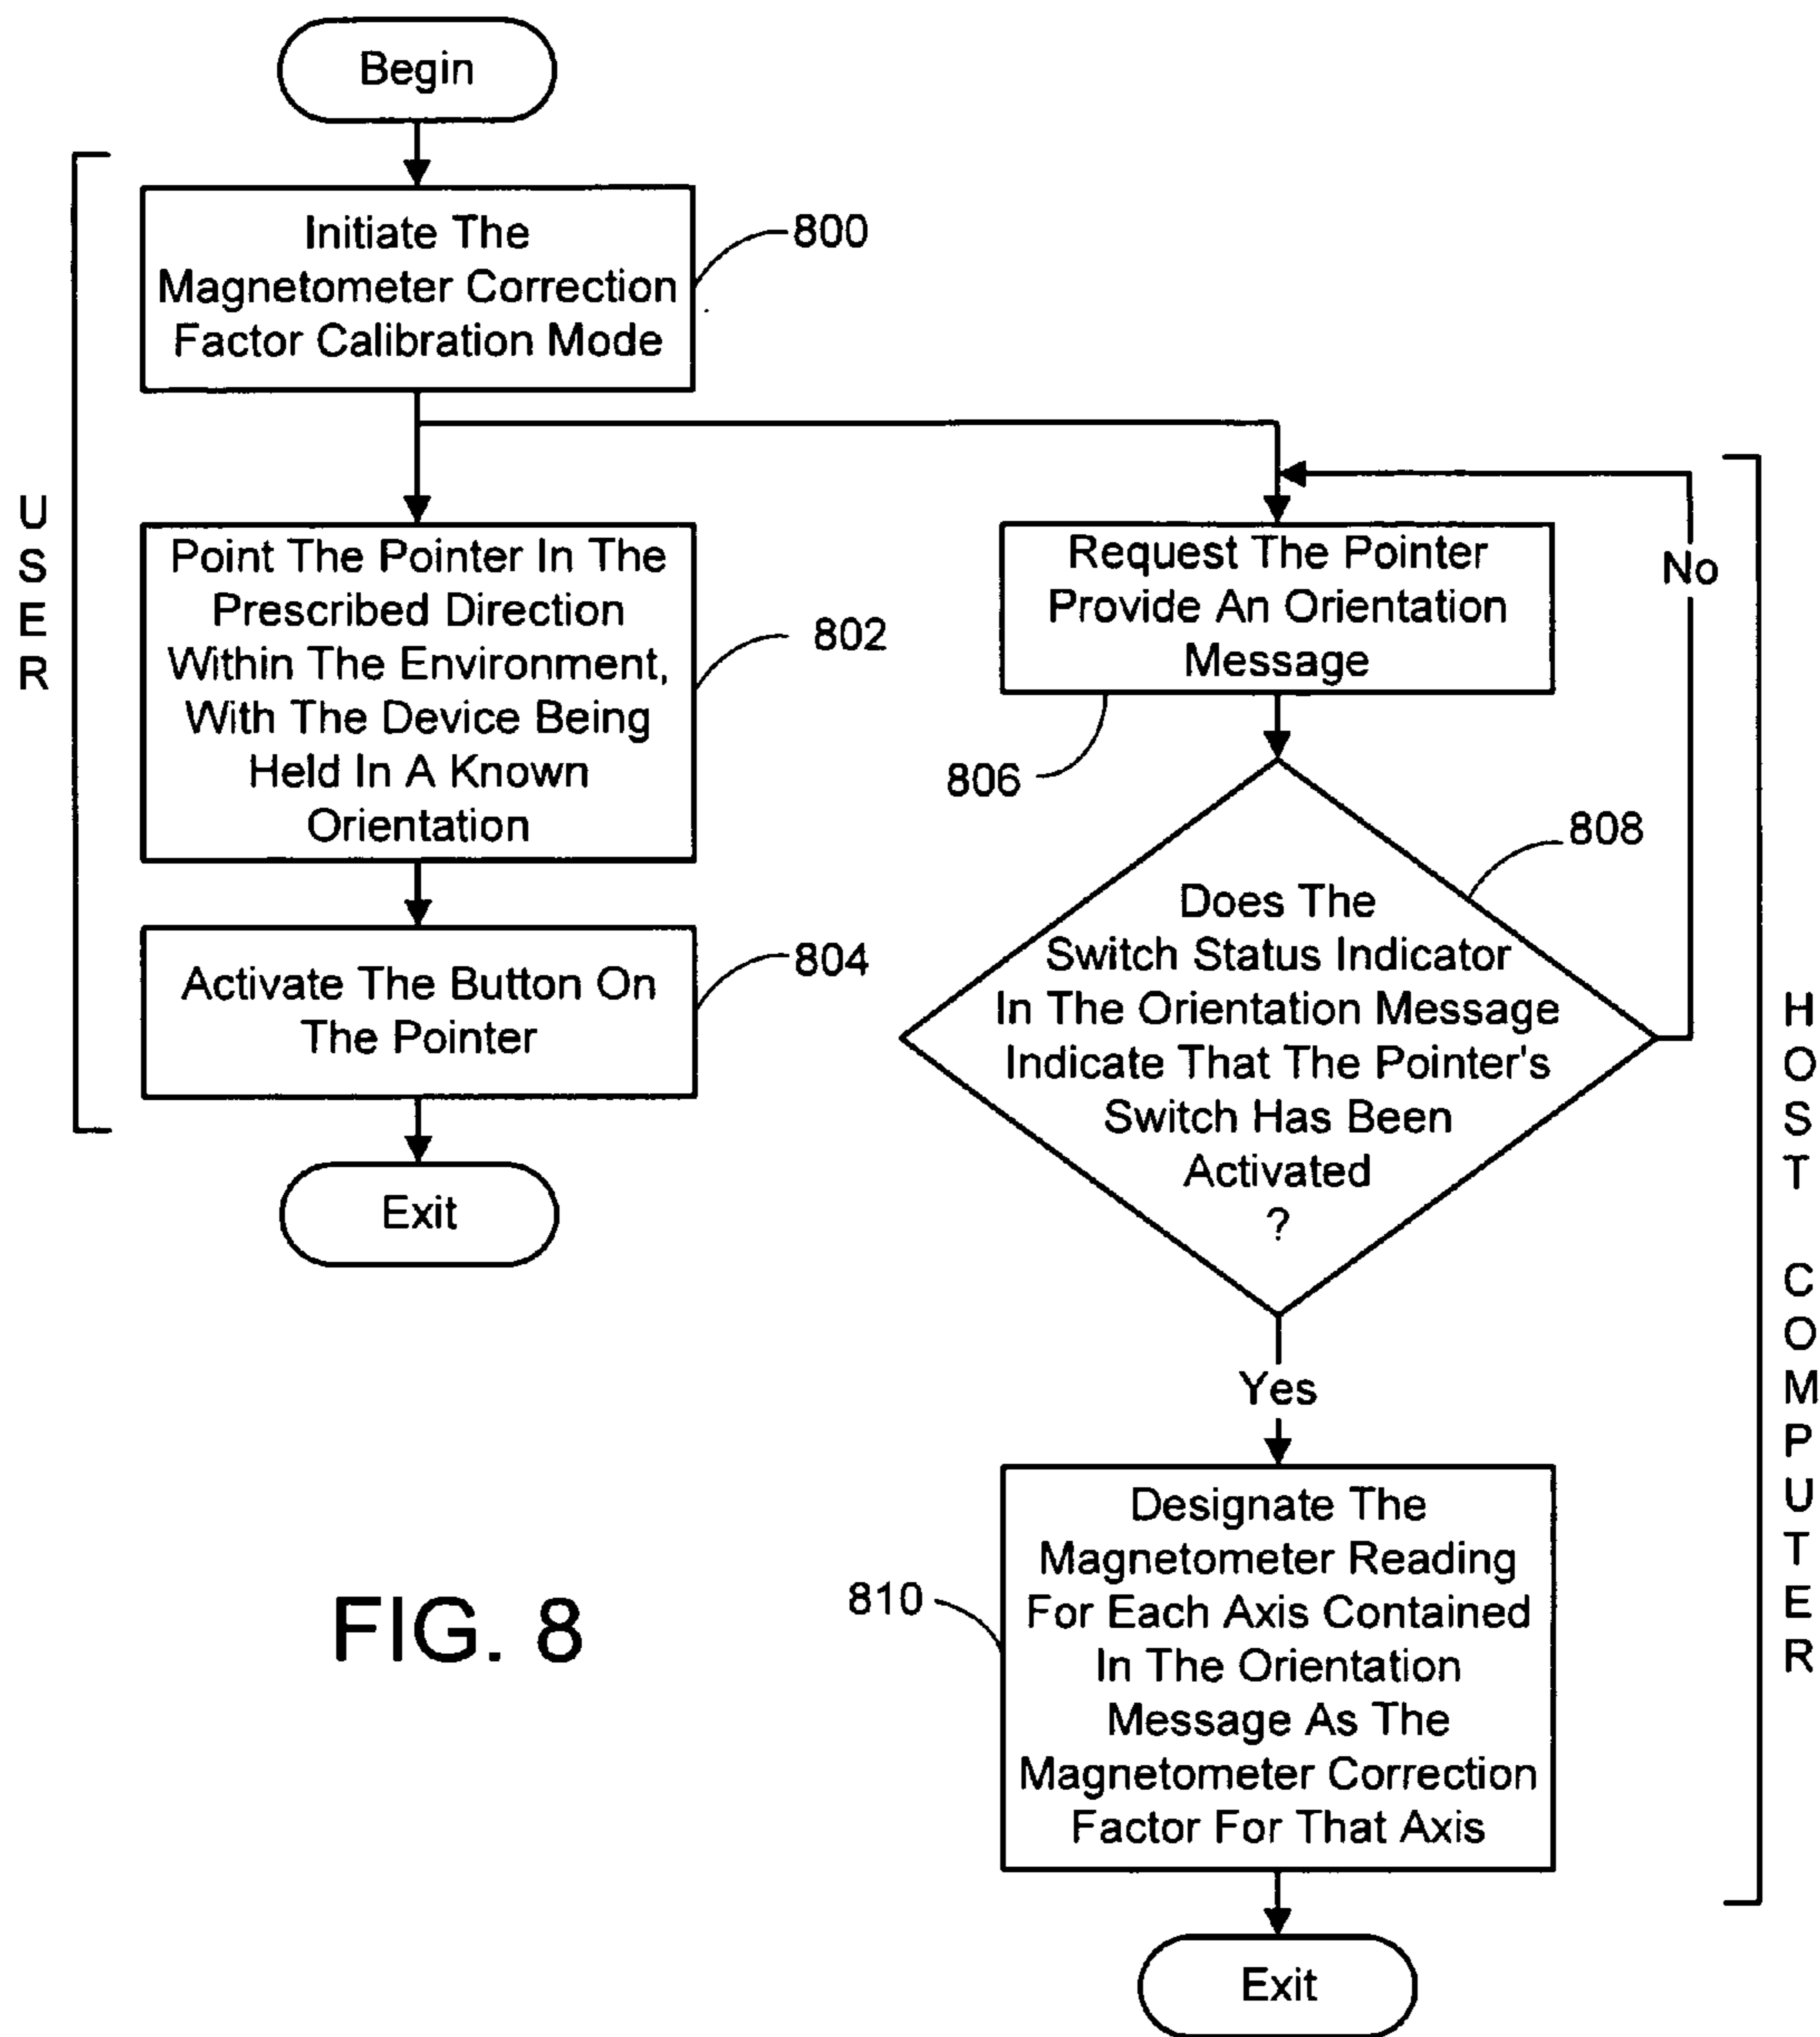 Begin
USER
Initiate The
Magnetometer Correction
Factor Calibration Mode
800
Point The Pointer In The
Prescribed Direction
Within The Environment,
With The Device Being
Held In A Known
Orientation
802
Activate The Button On
The Pointer
804
Exit
Request The Pointer
Provide An Orientation
Message
806
No
Does The
Switch Status Indicator
In The Orientation Message
Indicate That The Pointer's
Switch Has Been
Activated
?
808
HOST COMPUTER
Yes
Designate The
Magnetometer Reading
For Each Axis Contained
In The Orientation
Message As The
Magnetometer Correction
Factor For That Axis
810
Exit
FIG. 8